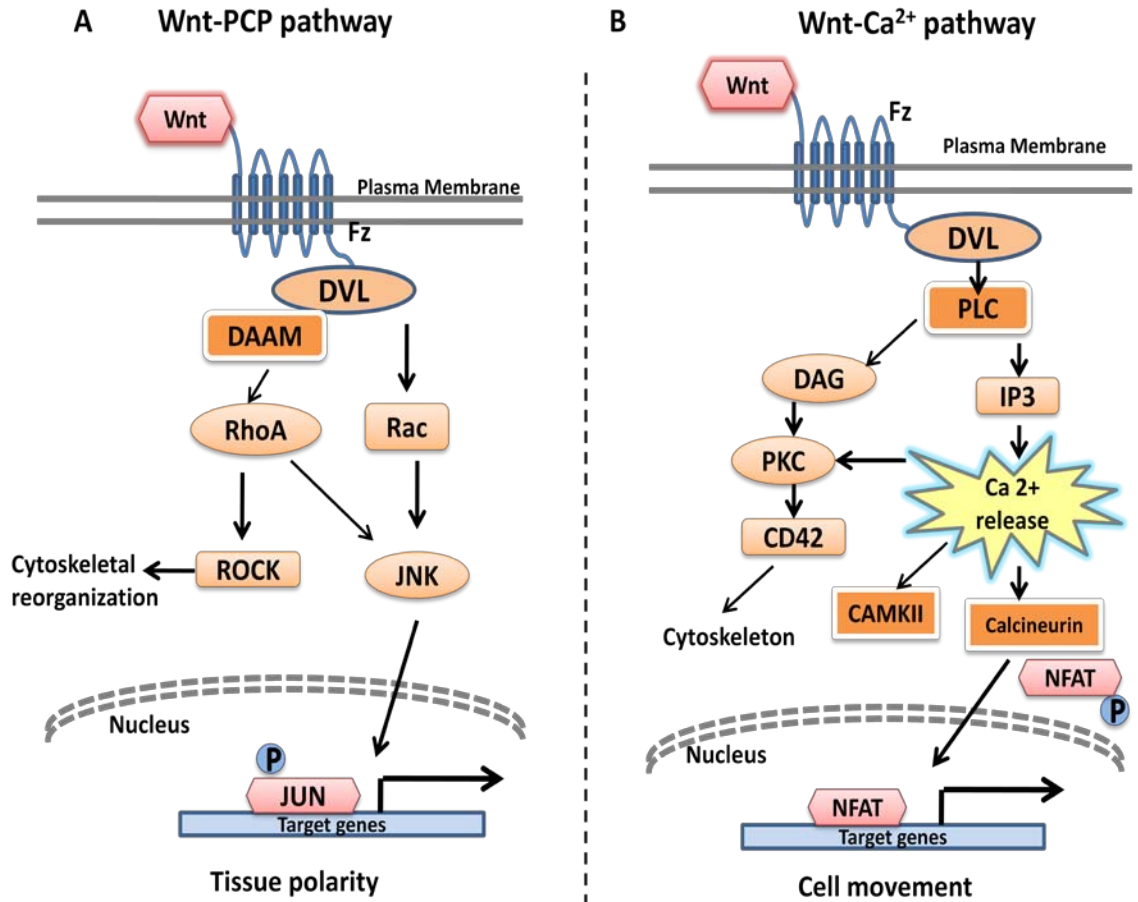 A Wnt-PCP pathway
Wnt
Plasma Membrane
Fz
DVL
DAAM
RhoA
Rac
Cytoskeletal
reorganization
ROCK
JNK
Nucleus
P
JUN
Target genes
Tissue polarity
B Wnt-Ca²⁺ pathway
Wnt
Fz
Plasma Membrane
DVL
PLC
DAG
IP3
PKC
Ca 2+
release
CD42
CAMKII
Calcineurin
Cytoskeleton
NFAT
P
Nucleus
NFAT
Target genes
Cell movement